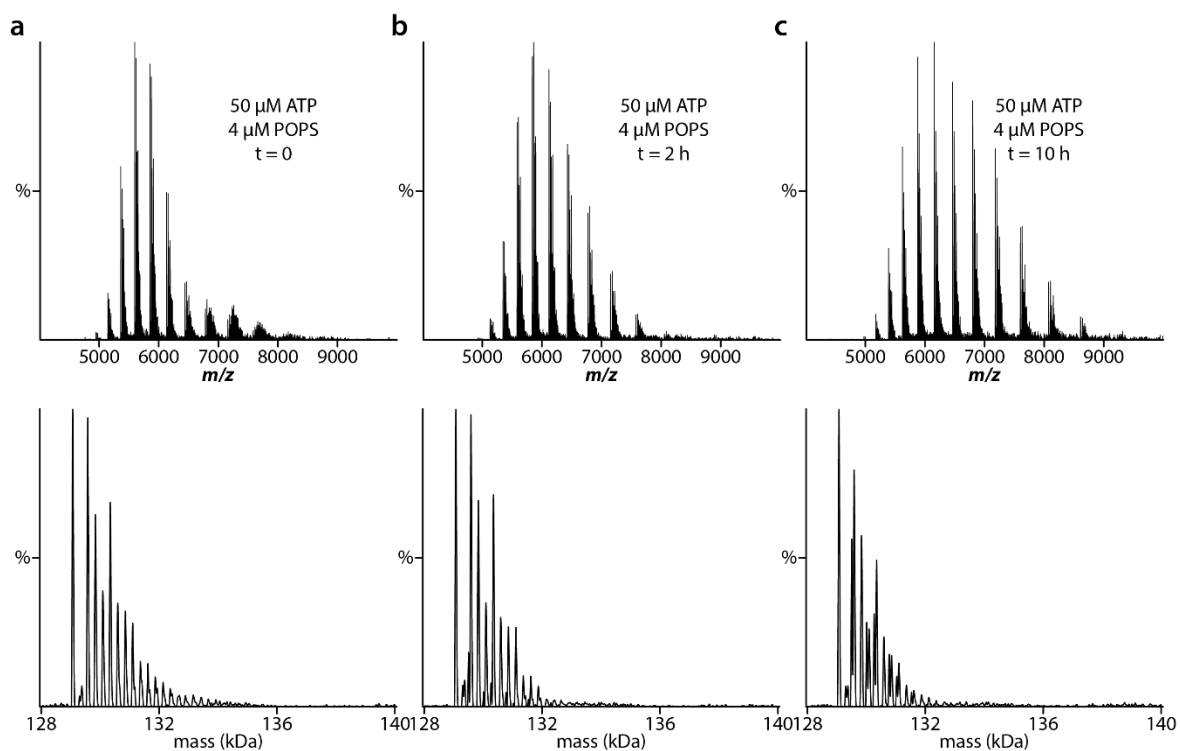 a
50 µM ATP
4 µM POPS
t = 0
%
5000 6000 7000 8000 9000
m/z
%
128 132 136 140
mass (kDa)
b
50 µM ATP
4 µM POPS
t = 2 h
%
5000 6000 7000 8000 9000
m/z
%
128 132 136 140
mass (kDa)
c
50 µM ATP
4 µM POPS
t = 10 h
%
5000 6000 7000 8000 9000
m/z
%
128 132 136 140
mass (kDa)